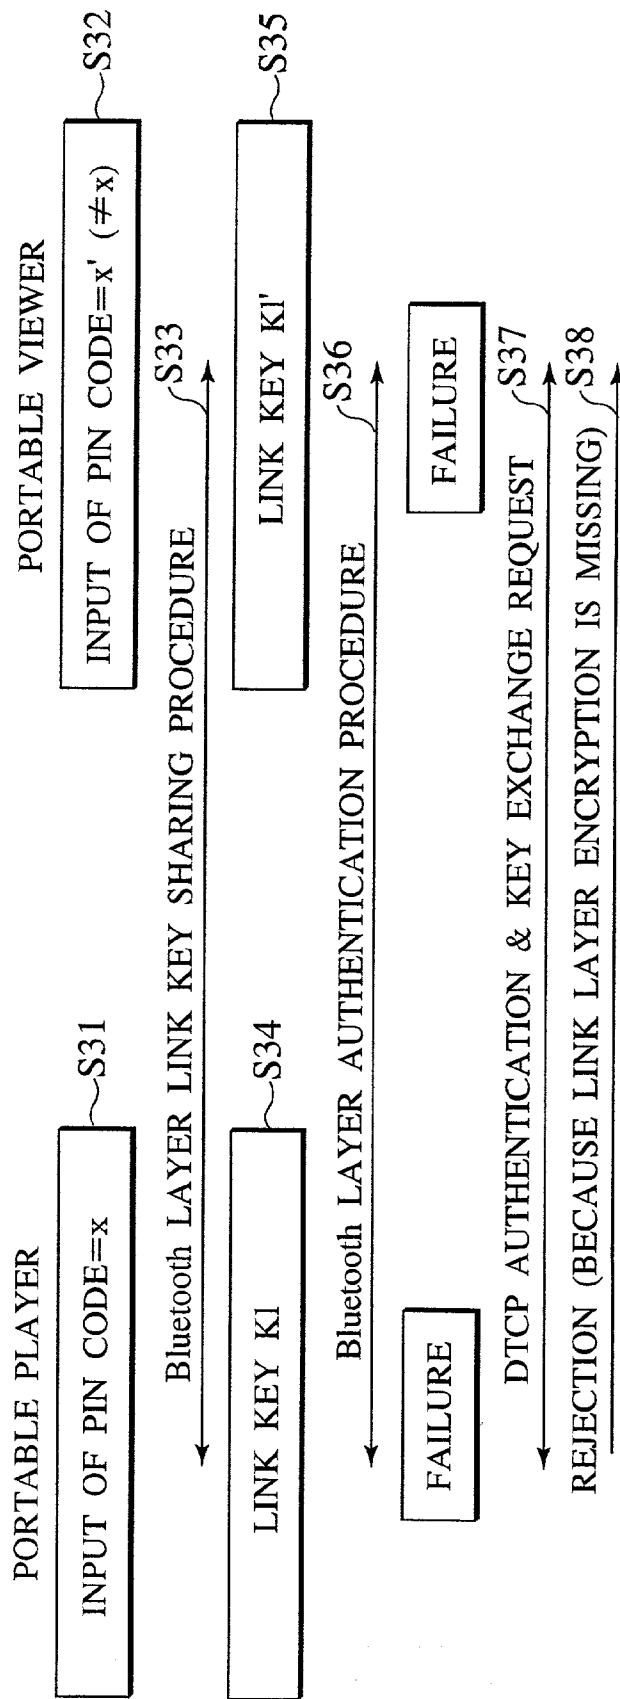 PORTABLE PLAYER
PORTABLE VIEWER
INPUT OF PIN CODE=x
S31
INPUT OF PIN CODE=x' (≠x)
S32
Bluetooth LAYER LINK KEY SHARING PROCEDURE
S33
LINK KEY Kl
S34
LINK KEY Kl'
S35
Bluetooth LAYER AUTHENTICATION PROCEDURE
S36
FAILURE
FAILURE
DTCP AUTHENTICATION & KEY EXCHANGE REQUEST
S37
REJECTION (BECAUSE LINK LAYER ENCRYPTION IS MISSING)
S38